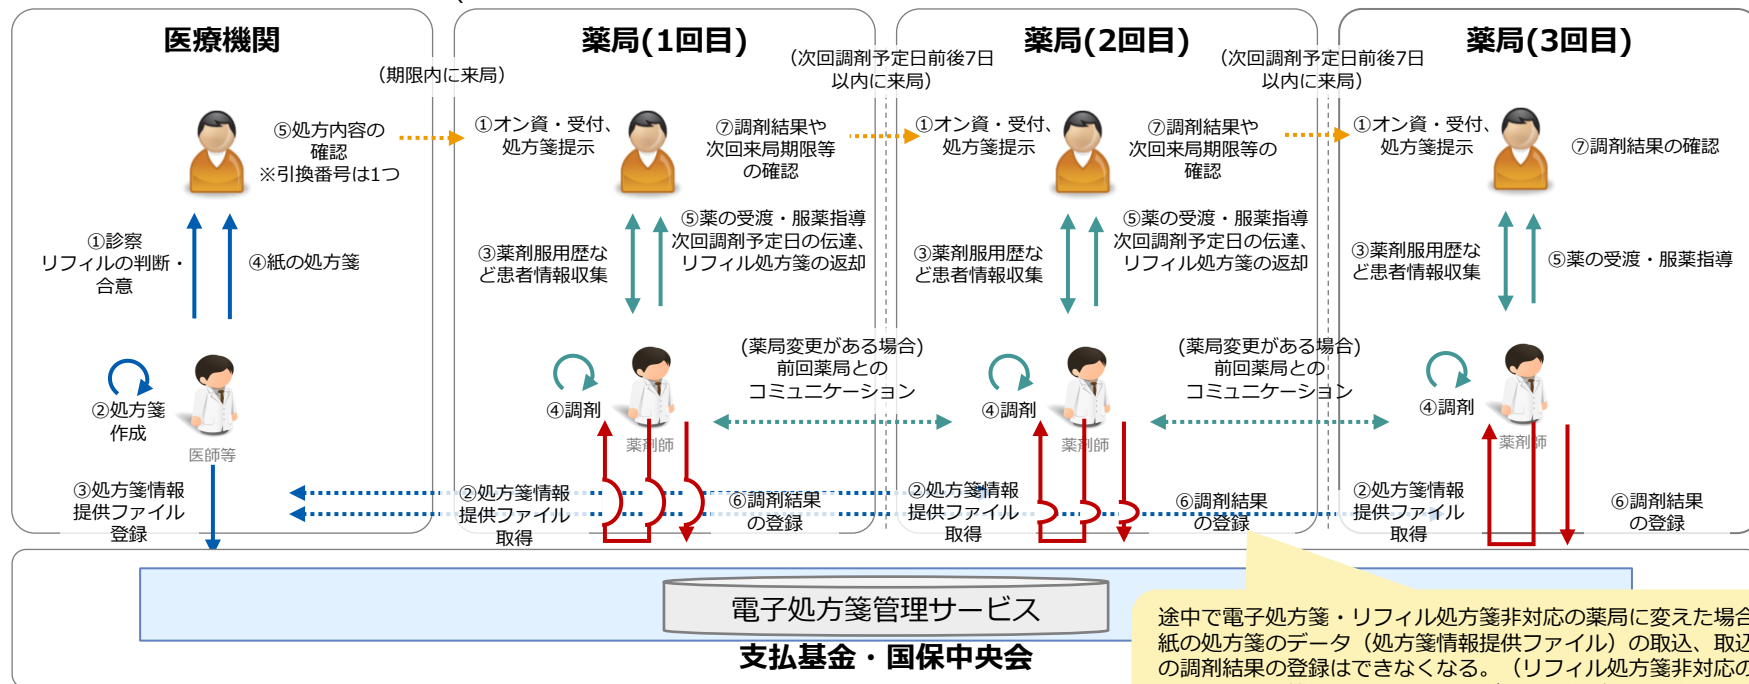 医療機関
薬局(1回目)
薬局(2回目)
薬局(3回目)
(期限内に来局)
(次回調剤予定日前後7日
以内に来局)
(次回調剤予定日前後7日
以内に来局)
⑤処方内容の
確認
※引換番号は1つ
①診察
リフィルの判断・
合意
④紙の処方箋
②処方箋
作成
医師等
③処方箋情報
提供ファイル
登録
①オン資・受付、
処方箋提示
⑦調剤結果や
次回来局期限等
の確認
③薬剤服用歴な
ど患者情報収集
⑤薬の受渡・服薬指導
次回調剤予定日の伝達、
リフィル処方箋の返却
④調剤
薬剤師
(薬局変更がある場合)
前回薬局との
コミュニケーション
②処方箋情報
提供ファイル
取得
⑥調剤結果
の登録
①オン資・受付、
処方箋提示
⑦調剤結果や
次回来局期限等の
確認
③薬剤服用歴な
ど患者情報収集
⑤薬の受渡・服薬指導
次回調剤予定日の伝達、
リフィル処方箋の返却
④調剤
薬剤師
(薬局変更がある場合)
前回薬局との
コミュニケーション
②処方箋情報
提供ファイル
取得
⑥調剤結果
の登録
①オン資・受付、
処方箋提示
⑦調剤結果の確認
③薬剤服用歴な
ど患者情報収集
⑤薬の受渡・服薬指導
④調剤
薬剤師
②処方箋情報
提供ファイル
取得
⑥調剤結果
の登録
電子処方箋管理サービス
支払基金・国保中央会
途中で電子処方箋・リフィル処方箋非対応の薬局に変えた場合
紙の処方箋のデータ（処方箋情報提供ファイル）の取込、取込
の調剤結果の登録はできなくなる。（リフィル処方箋非対応の